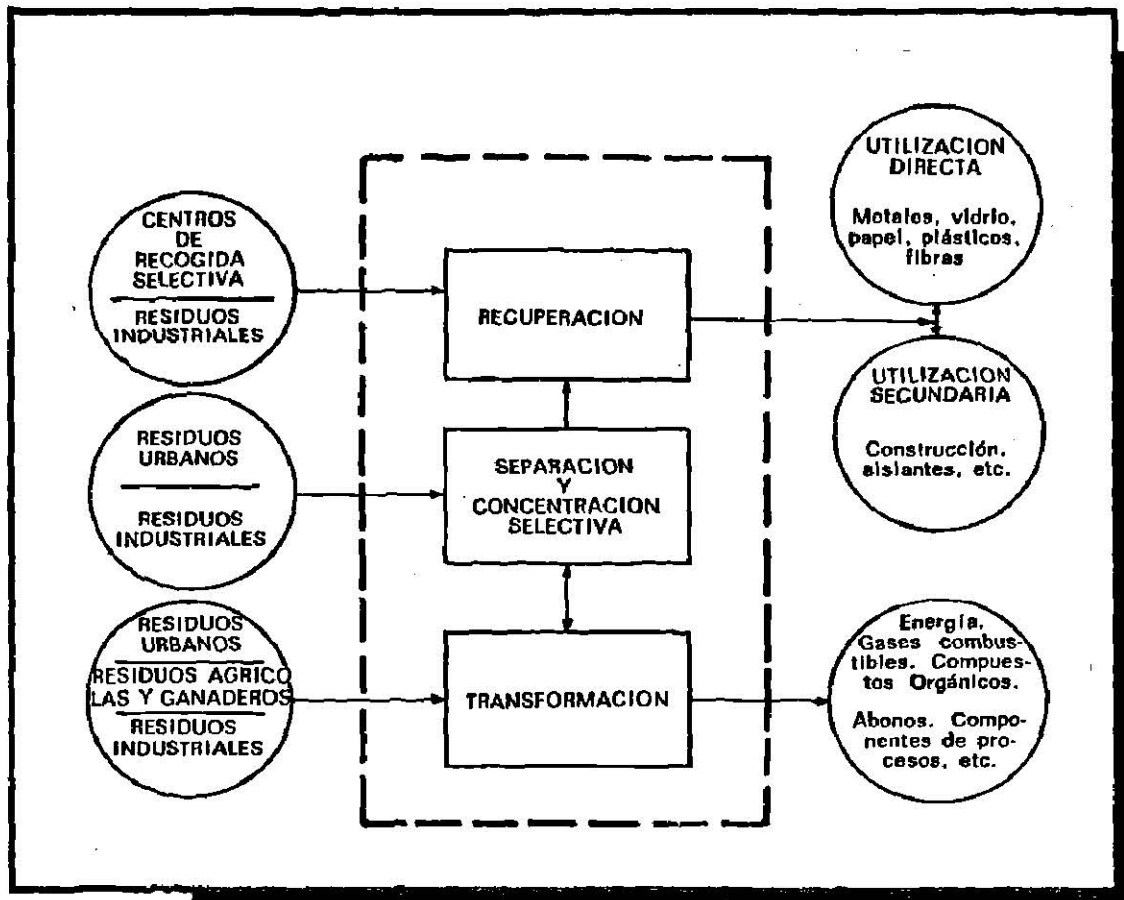 CENTROS
DE
RECOGIDA
SELECTIVA
RESIDUOS
INDUSTRIALES
RESIDUOS
URBANOS
RESIDUOS
INDUSTRIALES
RESIDUOS
URBANOS
RESIDUOS AGRICO
LAS Y GANADEROS
RESIDUOS
INDUSTRIALES
RECUPERACION
SEPARACION
Y
CONCENTRACION
SELECTIVA
TRANSFORMACION
UTILIZACION
DIRECTA
Metales, vidrio,
papel, plásticos,
fibras
UTILIZACION
SECUNDARIA
Construcción,
aislantes, etc.
Energía,
Gases combus-
tibles. Compues-
tos Orgánicos.
Abonos. Compo-
nentes de pro-
cesos, etc.